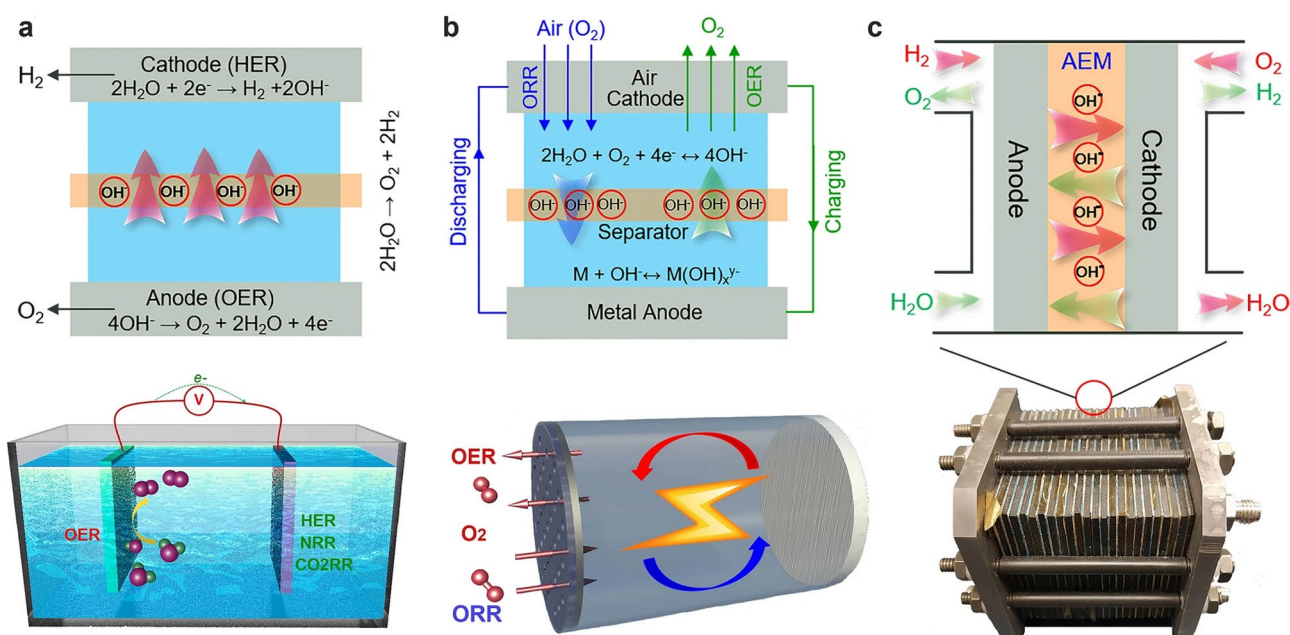 a
Cathode (HER)
2H₂O + 2e⁻ → H₂ +2OH⁻
H₂
OH⁻ OH⁻ OH⁻ OH⁻
2H₂O → O₂ + 2H₂
Anode (OER)
4OH⁻ → O₂ + 2H₂O + 4e⁻
O₂
e-
V
OER
HER
NRR
CO2RR
b
Air (O₂)
O₂
ORR
Air
Cathode
OER
2H₂O + O₂ + 4e⁻ ↔ 4OH⁻
OH⁻ OH⁻ OH⁻ OH⁻ OH⁻ OH⁻
Separator
Discharging
Charging
M + OH⁻ ↔ M(OH)ₓʸ⁻
Metal Anode
OER
O₂
ORR
c
H₂
O₂
AEM
O₂
H₂
OH⁻
OH⁻
OH⁻
OH⁻
Anode
Cathode
H₂O
H₂O